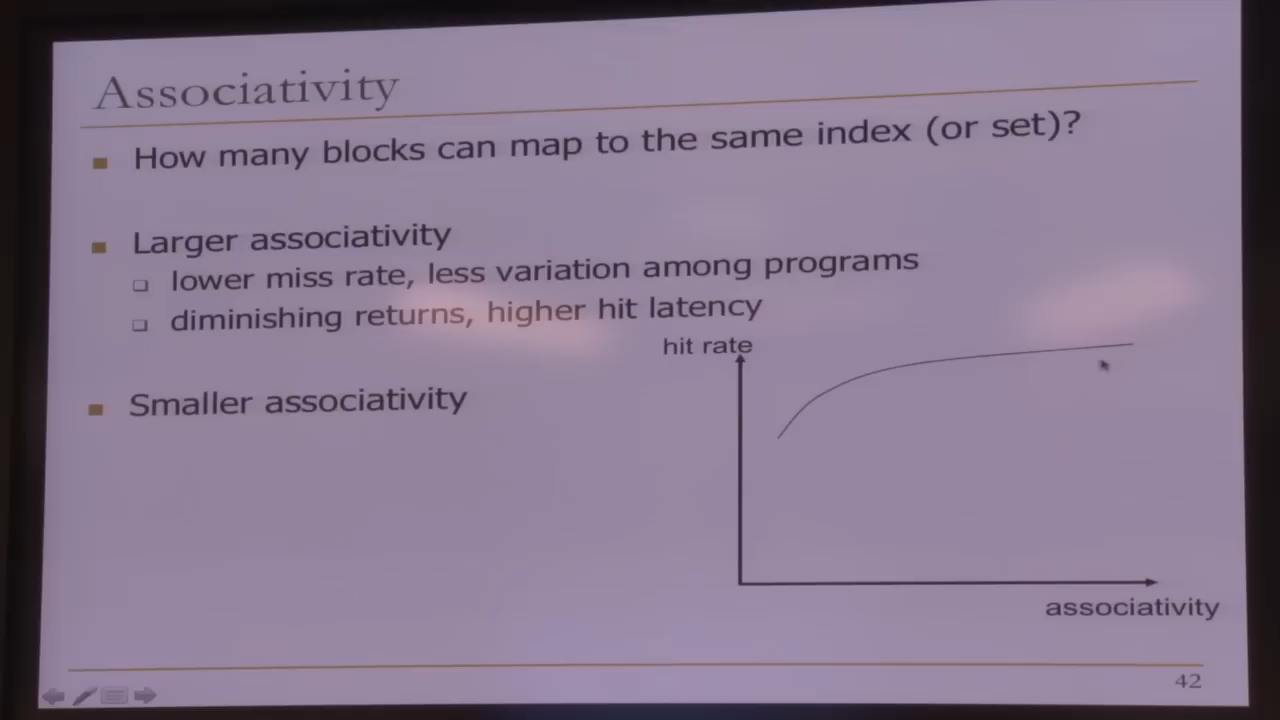 Associativity
How many blocks can map to the same index (or set)?
Larger associativity
lower miss rate, less variation among programs
diminishing returns, higher hit latency
hit rate
Smaller associativity
associativity
42